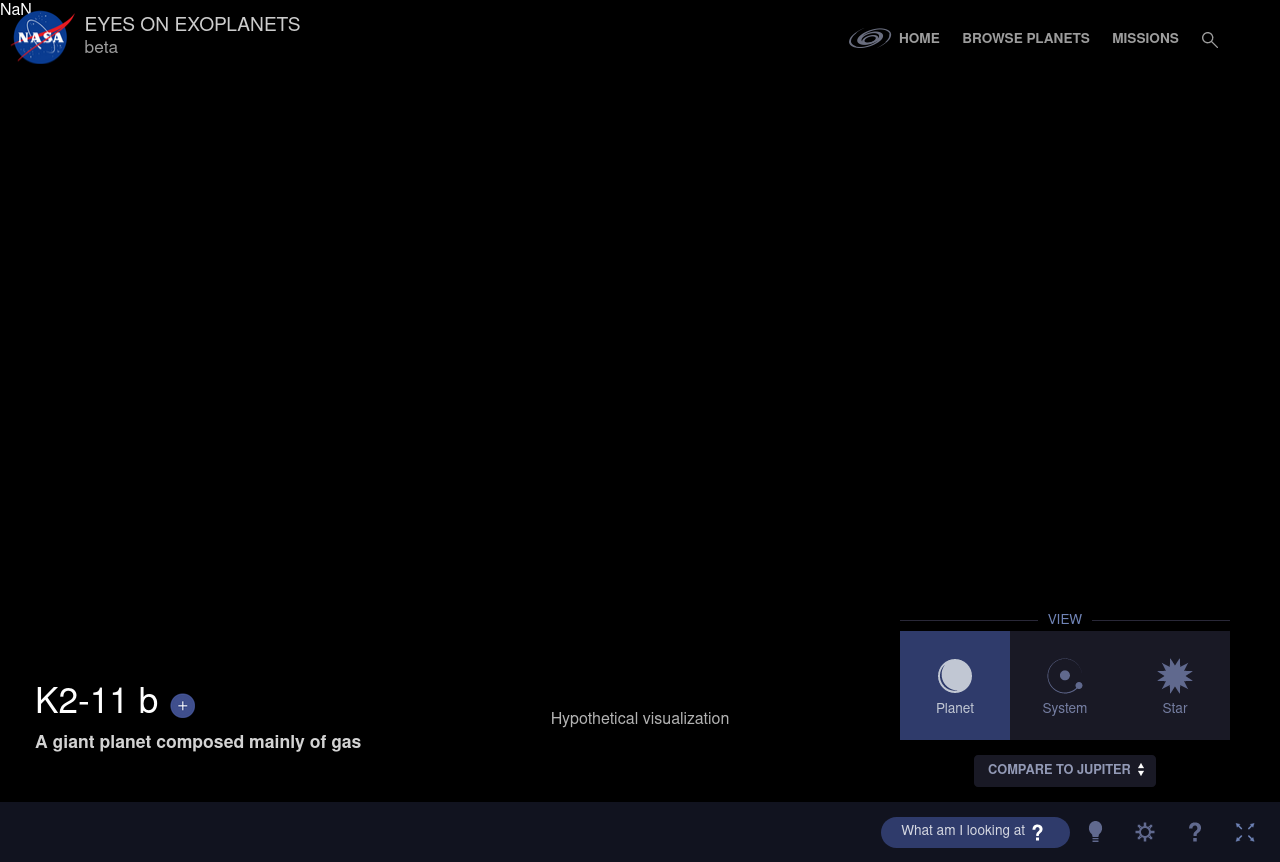 NaN
NASA
EYES ON EXOPLANETS
beta
HOME
BROWSE PLANETS
MISSIONS
VIEW
Planet
System
Star
COMPARE TO JUPITER
K2-11 b +
A giant planet composed mainly of gas
Hypothetical visualization
What am I looking at ?
?